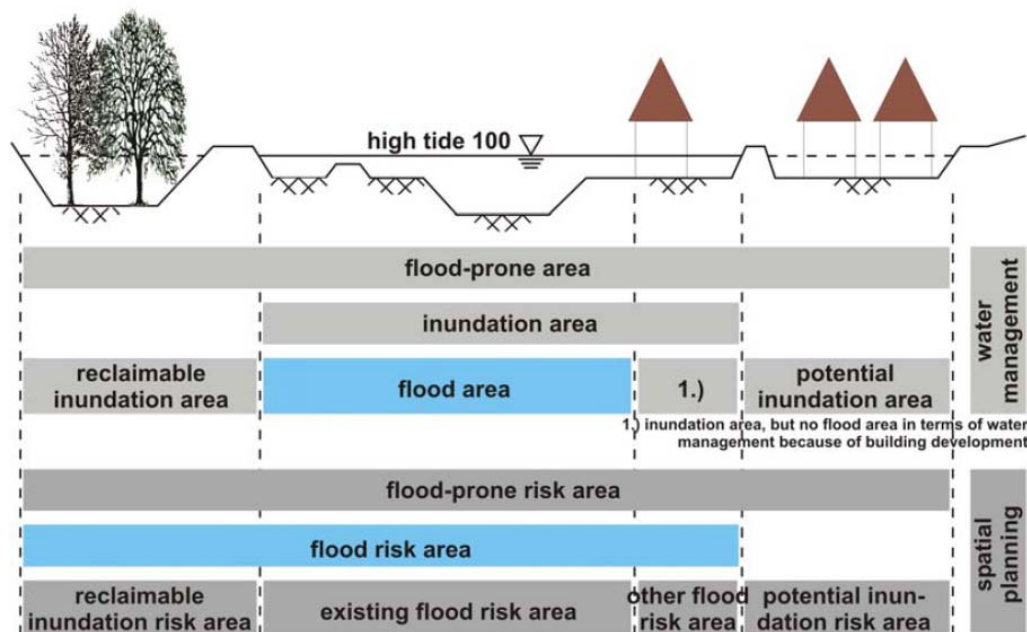 high tide 100
flood-prone area
inundation area
reclaimable
inundation area
flood area
1.)
potential
inundation area
water
management
1.) inundation area, but no flood area in terms of water
management because of building development
flood-prone risk area
flood risk area
reclaimable
inundation risk area
existing flood risk area
other flood
risk area
potential inun-
dation risk area
spatial
planning